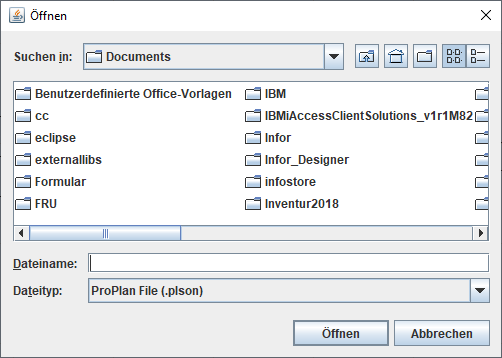 Öffnen
Suchen in: Documents
Benutzerdefinierte Office-Vorlagen
cc
eclipse
externallibs
Formular
FRU
IBM
IBMiAccessClientSolutions_v1r1M82
Infor
Infor_Designer
infostore
Inventur2018
Dateiname:
Dateityp: ProPlan File (.plson)
Öffnen Abbrechen